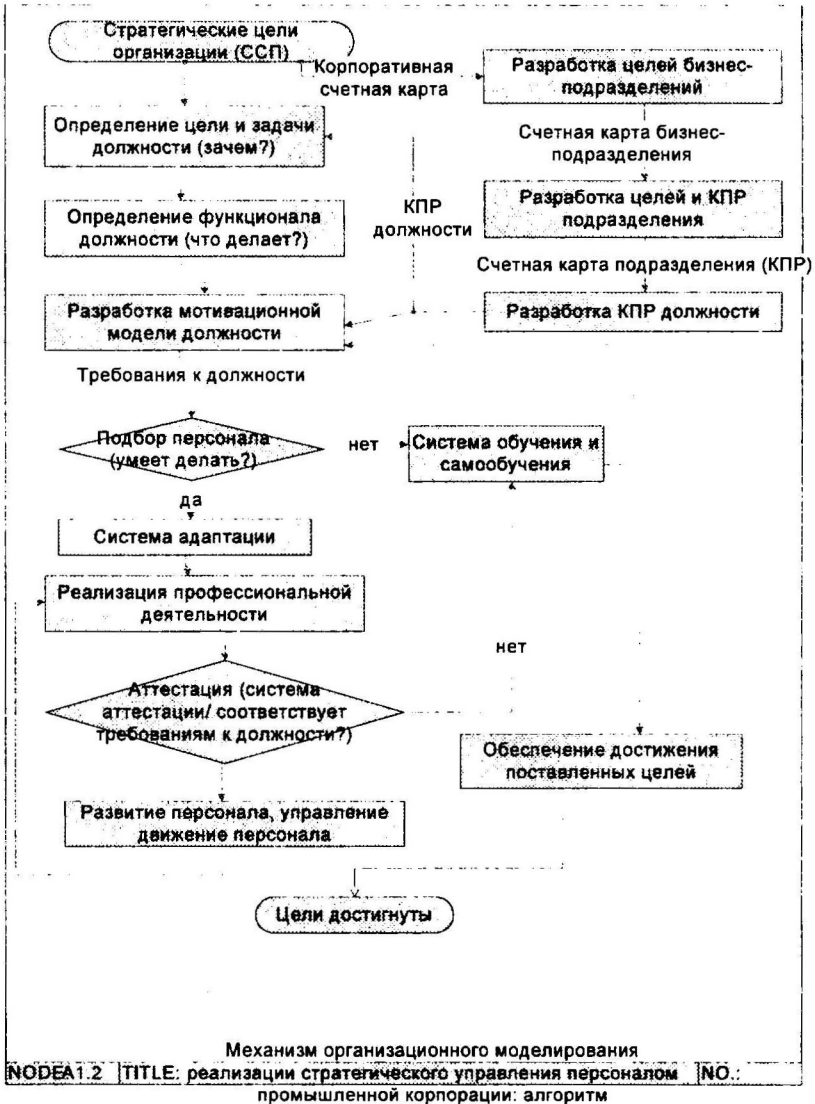 Стратегические цели
организации (ССП)
Корпоративная
счетная карта
Разработка целей бизнес-
подразделений
Определение цели и задачи
должности (зачем?)
Счетная карта бизнес-
подразделения
Определение функционала
должности (что делает?)
КПР
должности
Разработка целей и КПР
подразделения
Счетная карта подразделения (КПР)
Разработка мотивационной
модели должности
Разработка КПР должности
Требования к должности
Подбор персонала
(умеет делать?)
нет
Система обучения и
самообучения
да
Система адаптации
Реализация профессиональной
деятельности
нет
Аттестация (система
аттестации/ соответствует
требованиям к должности?)
Обеспечение достижения
поставленных целей
Развитие персонала, управление
движение персонала
Цели достигнуты
Механизм организационного моделирования
NODEA1.2 TITLE: реализации стратегического управления персоналом NO.:
промышленной корпорации: алгоритм